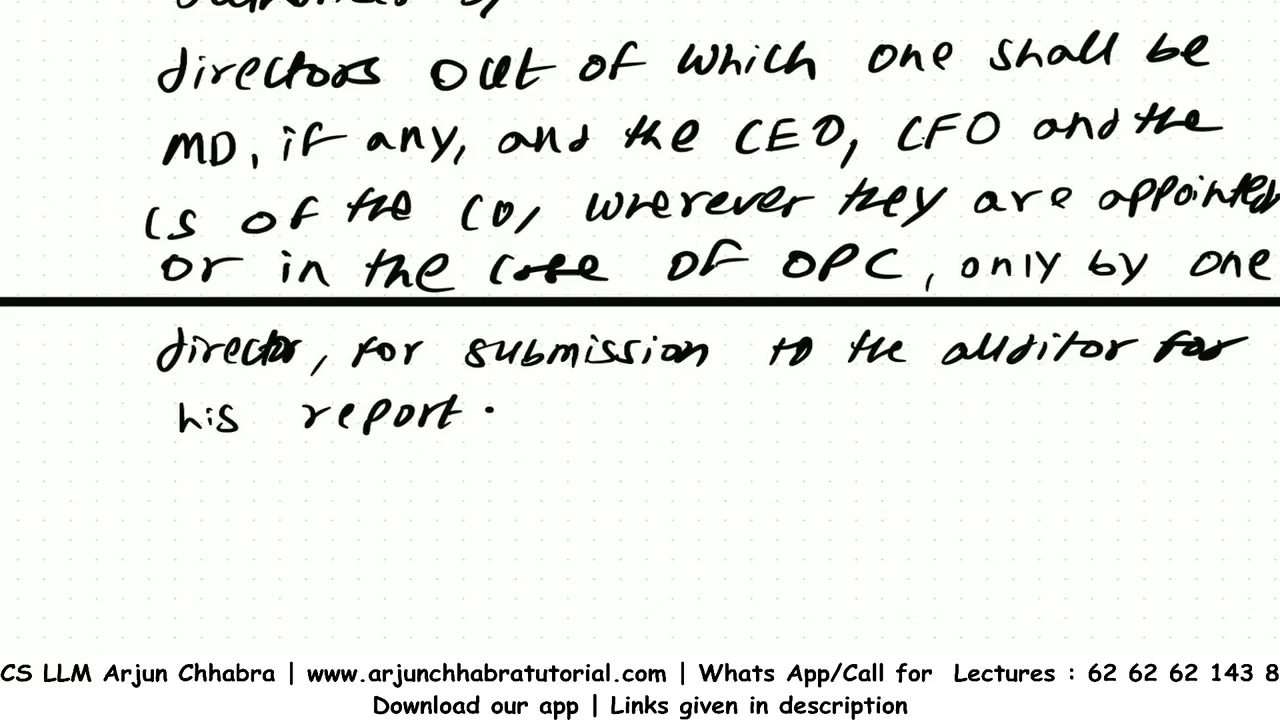 directors out of which one shall be
MD, if any, and the CEO, CFO and the
CS of the CO, wherever they are appointed
or in the case of OPC, only by one
director, for submission to the auditor for
his report.
CS LLM Arjun Chhabra | www.arjunchhabratutorial.com | Whats App/Call for Lectures : 62 62 62 143 8
Download our app | Links given in description